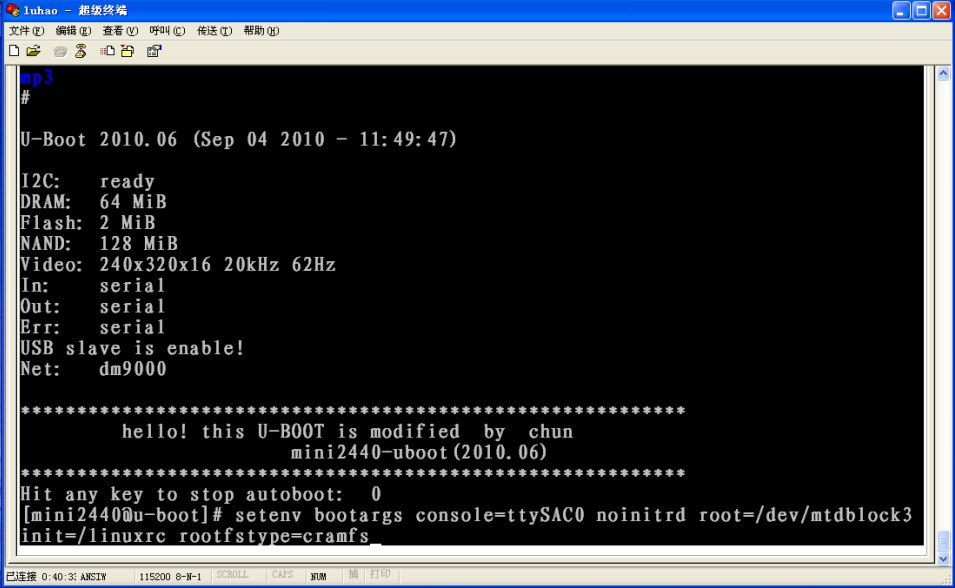 luhao - 超级终端
文件(F) 编辑(E) 查看(V) 呼叫(C) 传送(T) 帮助(H)
mp3
#
U-Boot 2010.06 (Sep 04 2010 - 11:49:47)
I2C: ready
DRAM: 64 MiB
Flash: 2 MiB
NAND: 128 MiB
Video: 240x320x16 20kHz 62Hz
In: serial
Out: serial
Err: serial
USB slave is enable!
Net: dm9000
***********************************************************
hello! this U-BOOT is modified by chun
mini2440-uboot(2010.06)
***********************************************************
Hit any key to stop autoboot: 0
[mini2440@u-boot]# setenv bootargs console=ttySAC0 noinitrd root=/dev/mtdblock3
init=/linuxrc rootfstype=cramfs_
已连接 0:40:33 ANSIW 115200 8-N-1 SCROLL CAPS NUM 捕 打印